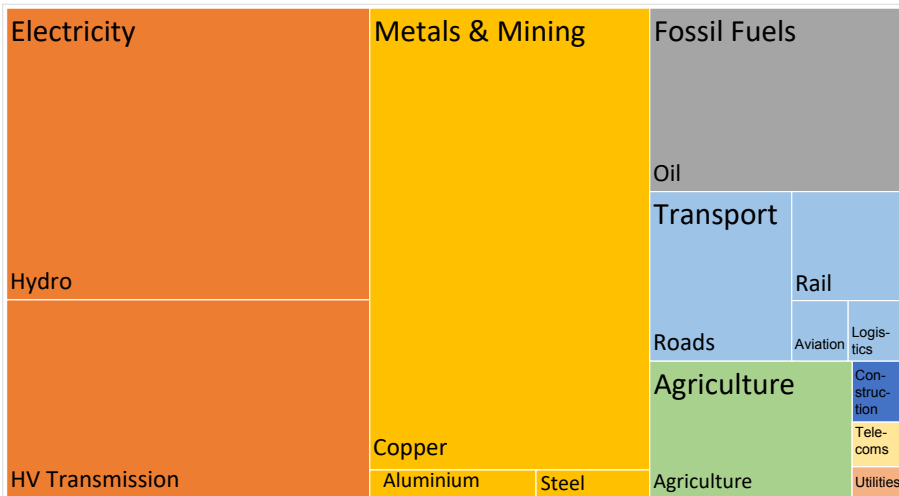 Electricity
Hydro
HV Transmission
Metals & Mining
Copper
Aluminium
Steel
Fossil Fuels
Oil
Transport
Roads
Rail
Aviation
Logis-
tics
Agriculture
Agriculture
Con-
struc-
tion
Tele-
coms
Utilities